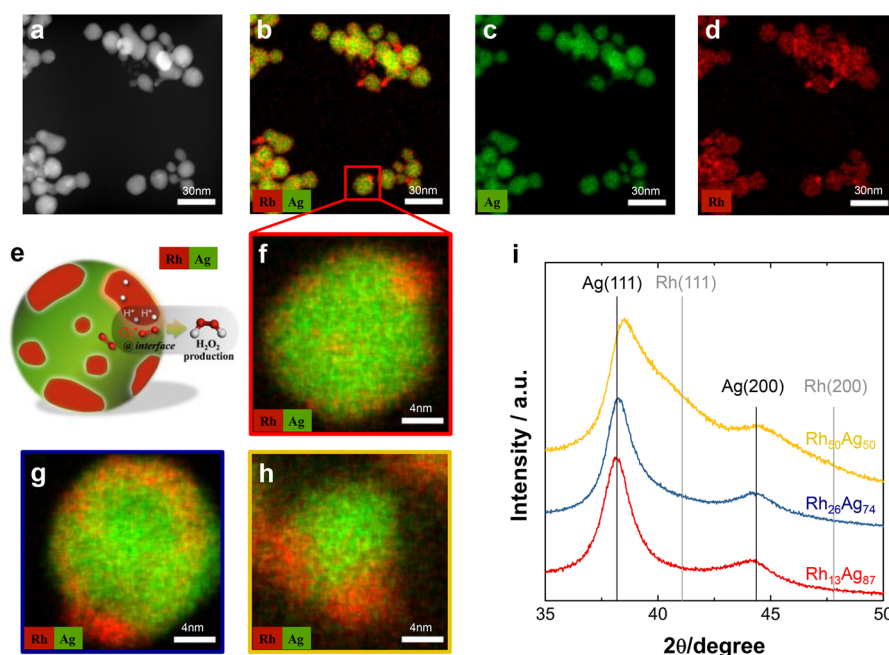 a
30nm
b
Rh Ag
30nm
c
Ag
30nm
d
Rh
30nm
e
Rh Ag
H* H*
@ interface
H₂O₂
production
f
Rh Ag
4nm
g
Rh Ag
4nm
h
Rh Ag
4nm
i
Ag(111)
Rh(111)
Ag(200)
Rh(200)
Rh₅₀Ag₅₀
Rh₂₆Ag₇₄
Rh₁₃Ag₈₇
Intensity / a.u.
35 40 45 50
2θ/degree